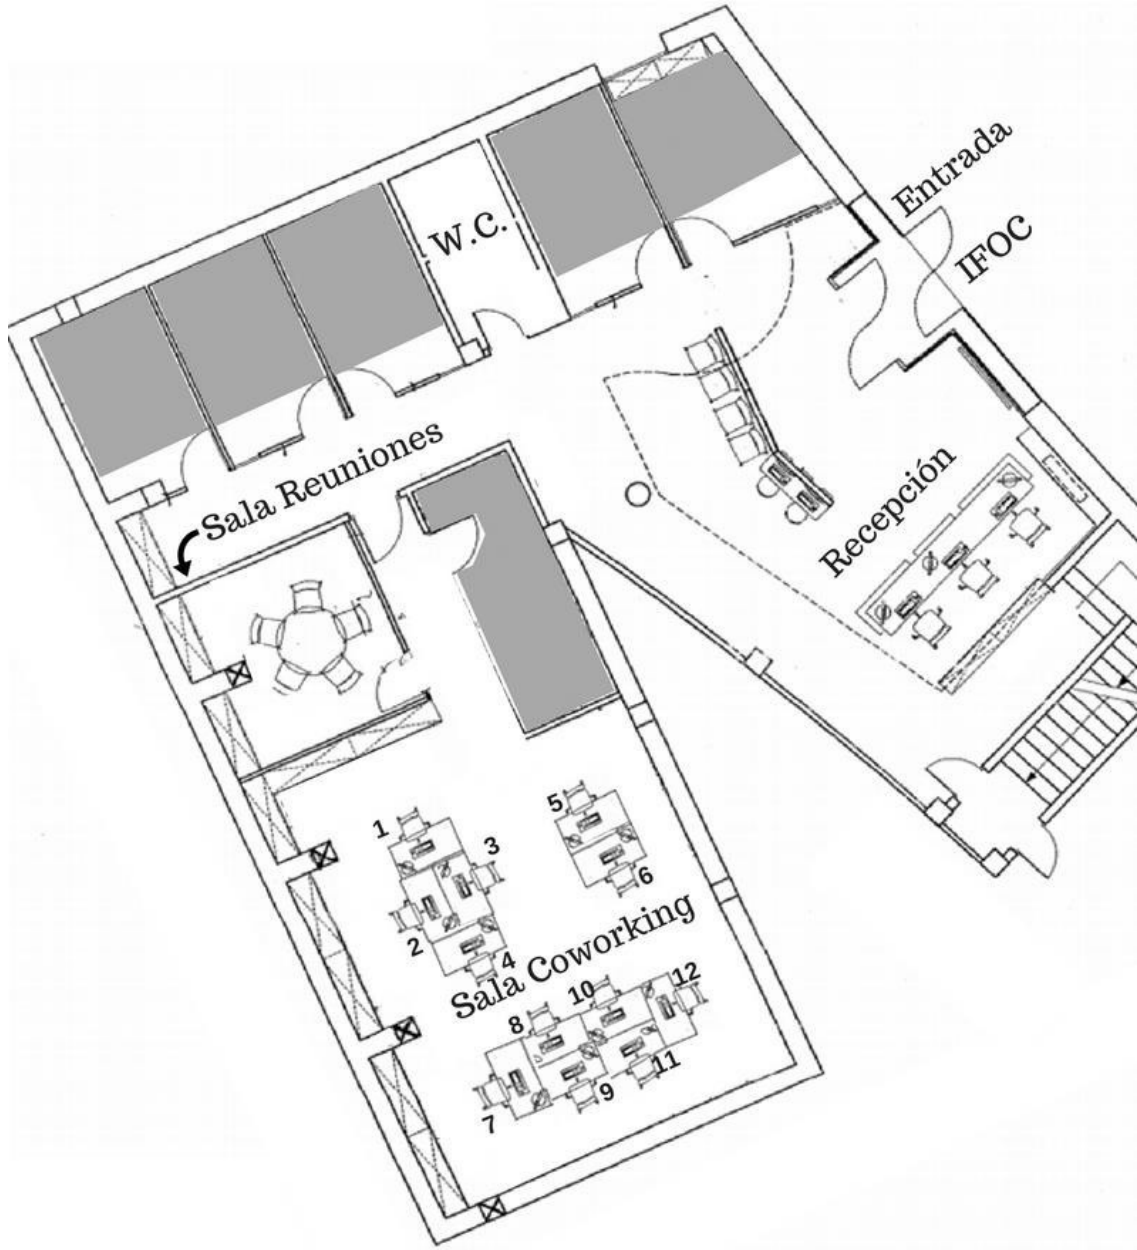 Entrada
IFOC
W.C.
Recepción
Sala Reuniones
1
3
2
4
5
6
Sala Coworking
8
10
12
7
9
11